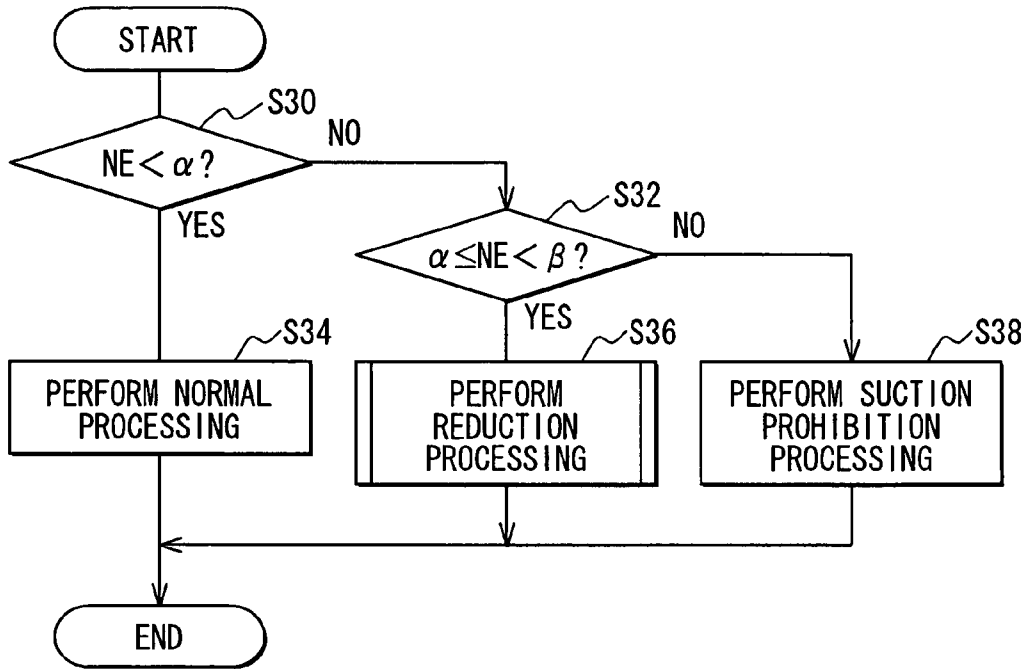 START
S30
NE< α?
NO
YES
S32
α≤NE< β?
NO
YES
S34
PERFORM NORMAL
PROCESSING
S36
PERFORM
REDUCTION
PROCESSING
S38
PERFORM SUCTION
PROHIBITION
PROCESSING
END